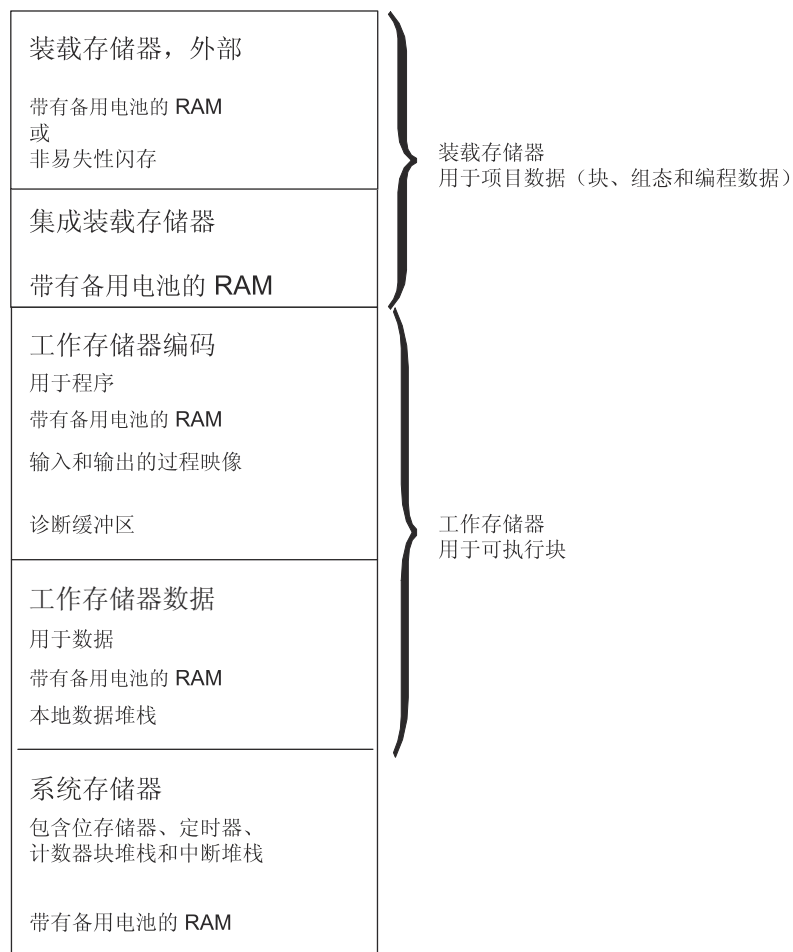 装载存储器，外部
带有备用电池的 RAM
或
非易失性闪存
装载存储器
用于项目数据（块、组态和编程数据）
集成装载存储器
带有备用电池的 RAM
工作存储器编码
用于程序
带有备用电池的 RAM
输入和输出的过程映像
诊断缓冲区
工作存储器
用于可执行块
工作存储器数据
用于数据
带有备用电池的 RAM
本地数据堆栈
系统存储器
包含位存储器、定时器、
计数器块堆栈和中断堆栈
带有备用电池的 RAM